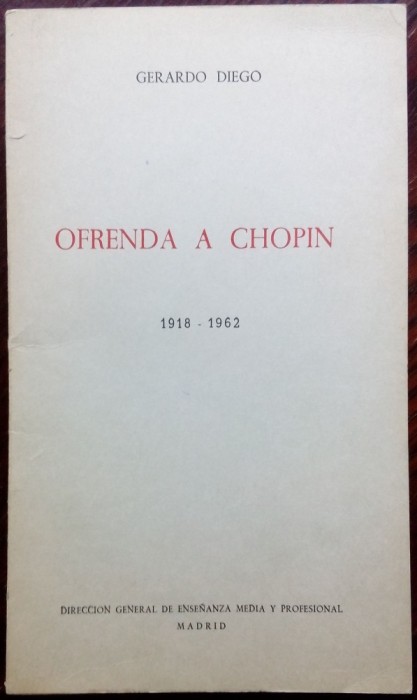 GERARDO DIEGO
OFRENDA A CHOPIN
1918 - 1962
DIRECCION GENERAL DE ENSEÑANZA MEDIA Y PROFESIONAL
MADRID